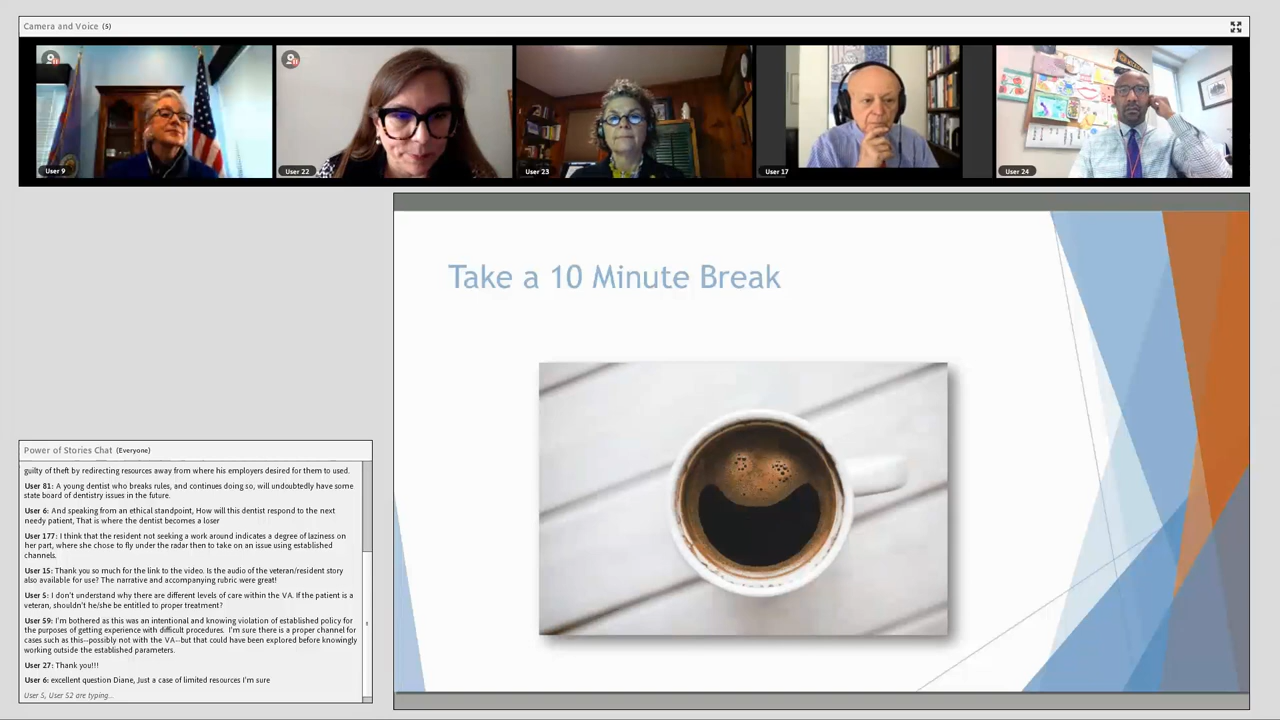 Camera and Voice (5)
User 9
User 22
User 23
User 17
User 24
Take a 10 Minute Break
Power of Stories Chat (Everyone)
guilty of theft by redirecting resources away from where his employers desired for them to used.
User 81: A young dentist who breaks rules, and continues doing so, will undoubtedly have some
state board of dentistry issues in the future.
User 6: And speaking from an ethical standpoint, How will this dentist respond to the next
needy patient, That is where the dentist becomes a loser
User 177: I think that the resident not seeking a work around indicates a degree of laziness on
her part, where she chose to fly under the radar then to take on an issue using established
channels.
User 15: Thank you so much for the link to the video. Is the audio of the veteran/resident story
also available for use? The narrative and accompanying rubric were great!
User 5: I don't understand why there are different levels of care within the VA. If the patient is a
veteran, shouldn't he/she be entitled to proper treatment?
User 59: I'm bothered as this was an intentional and knowing violation of established policy for
the purposes of getting experience with difficult procedures. I'm sure there is a proper channel for
cases such as this--possibly not with the VA--but that could have been explored before knowingly
working outside the established parameters.
User 27: Thank you!!!
User 6: excellent question Diane, Just a case of limited resources I'm sure
User 5, User 52 are typing...